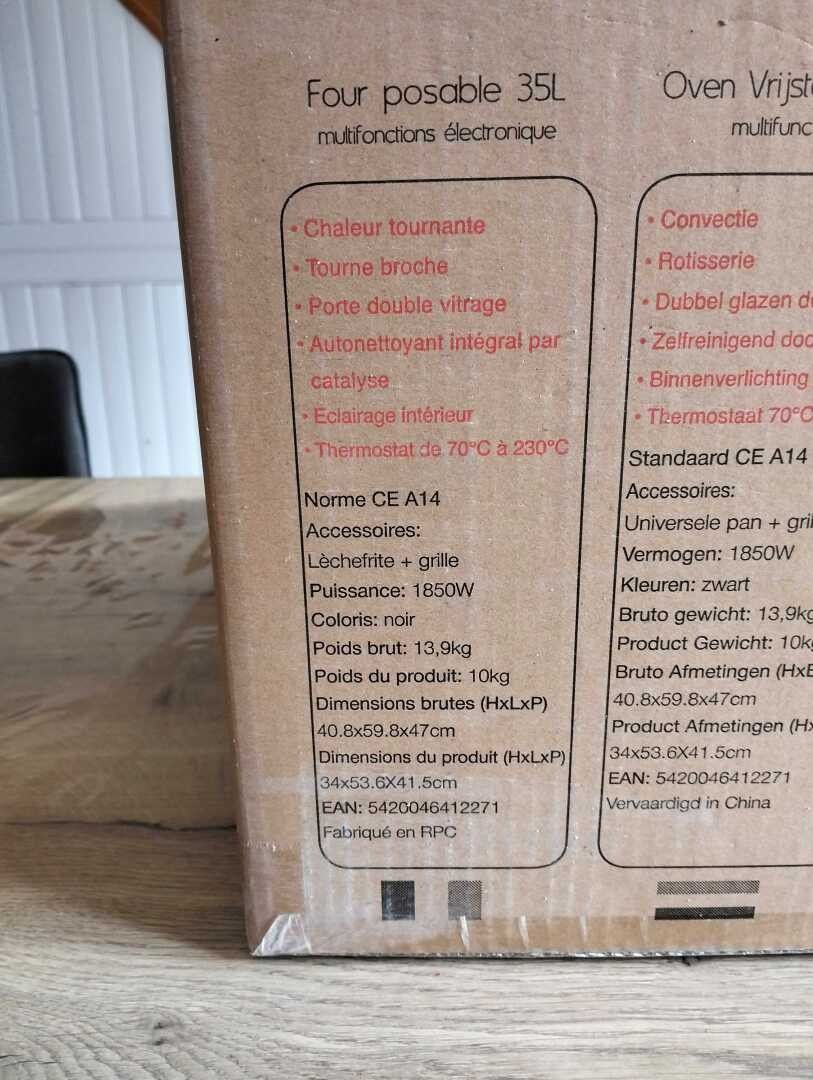 Four posable 35L
multifonctions électronique
• Chaleur tournante
• Tourne broche
• Porte double vitrage
• Autonettoyant intégral par
catalyse
• Eclairage intérieur
• Thermostat de 70°C à 230°C
Norme CE A14
Accessoires:
Lèchefrite + grille
Puissance: 1850W
Coloris: noir
Poids brut: 13,9kg
Poids du produit: 10kg
Dimensions brutes (HxLxP)
40.8x59.8x47cm
Dimensions du produit (HxLxP)
34x53.6X41.5cm
EAN: 5420046412271
Fabriqué en RPC
Oven Vrijst
multifunc
• Convectie
• Rotisserie
• Dubbel glazen d
• Zelfreinigend doo
• Binnenverlichting
• Thermostaat 70°C
Standaard CE A14
Accessoires:
Universele pan + gril
Vermogen: 1850W
Kleuren: zwart
Bruto gewicht: 13,9kg
Product Gewicht: 10kg
Bruto Afmetingen (HxB
40.8x59.8x47cm
Product Afmetingen (Hx
34x53.6X41.5cm
EAN: 5420046412271
Vervaardigd in China